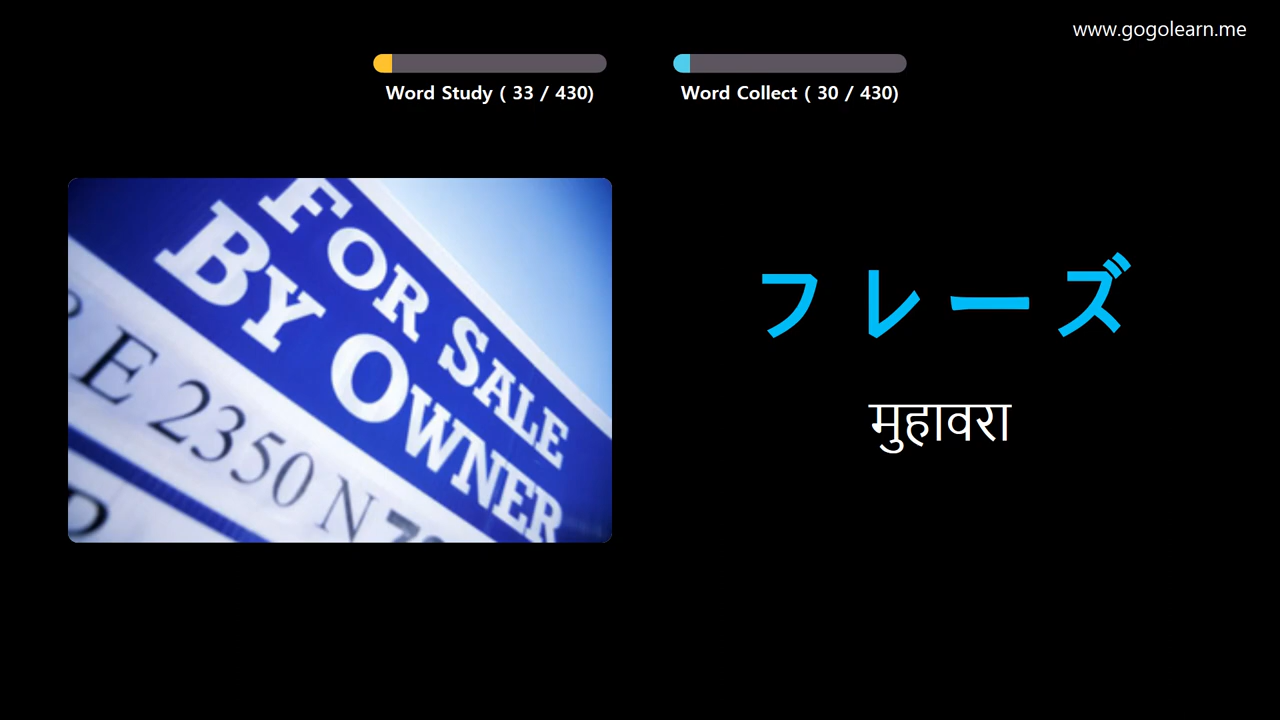 www.gogolearn.me
Word Study ( 33 / 430)
Word Collect ( 30 / 430)
FOR SALE
BY OWNER
E 2350 N
フレーズ
मुहावरा